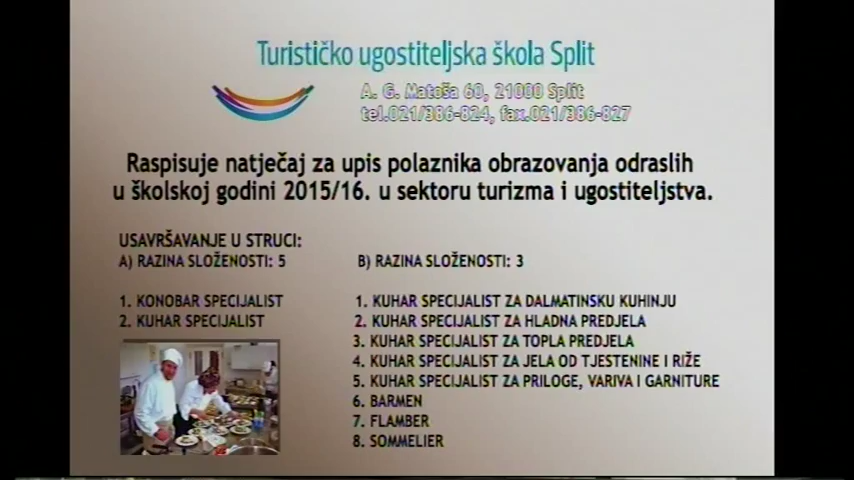 Turističko ugostiteljska škola Split
A. G. Matoša 60, 21000 Split
tel.021/386-824, fax.021/386-827
Raspisuje natječaj za upis polaznika obrazovanja odraslih
u školskoj godini 2015/16. u sektoru turizma i ugostiteljstva.
USAVRŠAVANJE U STRUCI:
A) RAZINA SLOŽENOSTI: 5
1. KONOBAR SPECIJALIST
2. KUHAR SPECIJALIST
B) RAZINA SLOŽENOSTI: 3
1. KUHAR SPECIJALIST ZA DALMATINSKU KUHINJU
2. KUHAR SPECIJALIST ZA HLADNA PREDJELA
3. KUHAR SPECIJALIST ZA TOPLA PREDJELA
4. KUHAR SPECIJALIST ZA JELA OD TJESTENINE I RIŽE
5. KUHAR SPECIJALIST ZA PRILOGE, VARIVA I GARNITURE
6. BARMEN
7. FLAMBER
8. SOMMELIER